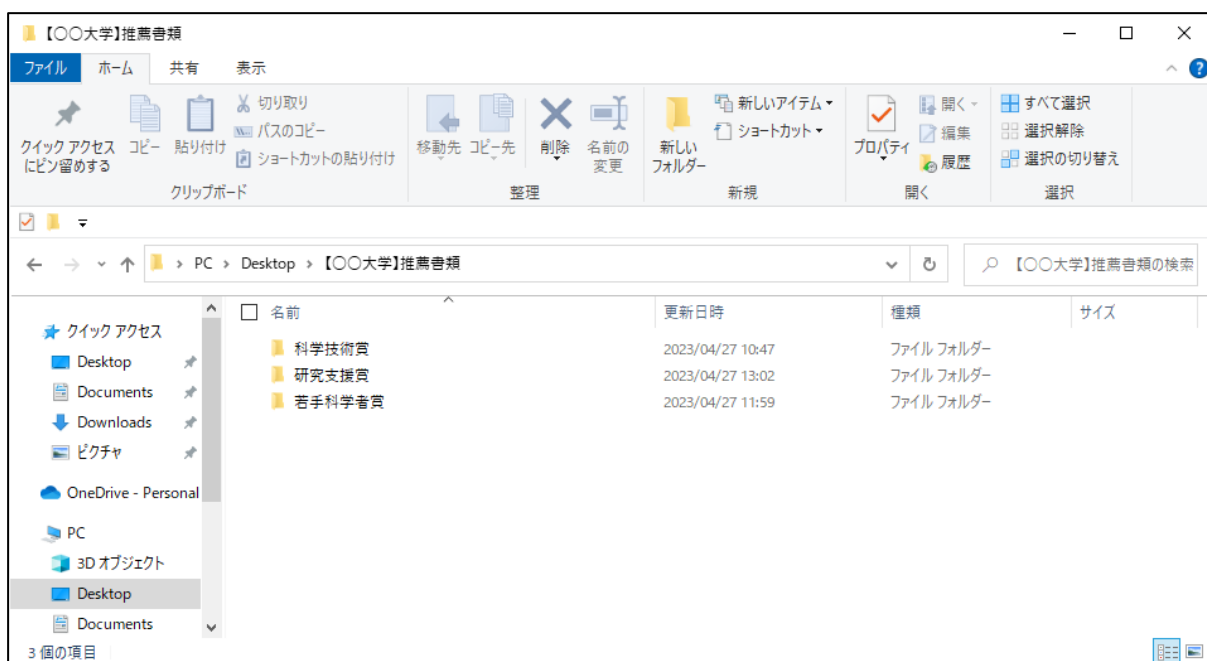 【〇〇大学】推薦書類
ファイル ホーム 共有 表示
クイック アクセス
にピン留めする
コピー
貼り付け
切り取り
パスのコピー
ショートカットの貼り付け
クリップボード
移動先
コピー先
削除
名前の
変更
整理
新しい
フォルダー
新しいアイテム
ショートカット
新規
プロパティ
開く
編集
履歴
開く
すべて選択
選択解除
選択の切り替え
選択
PC › Desktop › 【〇〇大学】推薦書類
【〇〇大学】推薦書類の検索
名前 更新日時 種類 サイズ
科学技術賞 2023/04/27 10:47 ファイル フォルダー
研究支援賞 2023/04/27 13:02 ファイル フォルダー
若手科学者賞 2023/04/27 11:59 ファイル フォルダー
クイック アクセス
Desktop
Documents
Downloads
ピクチャ
OneDrive - Personal
PC
3D オブジェクト
Desktop
Documents
3 個の項目